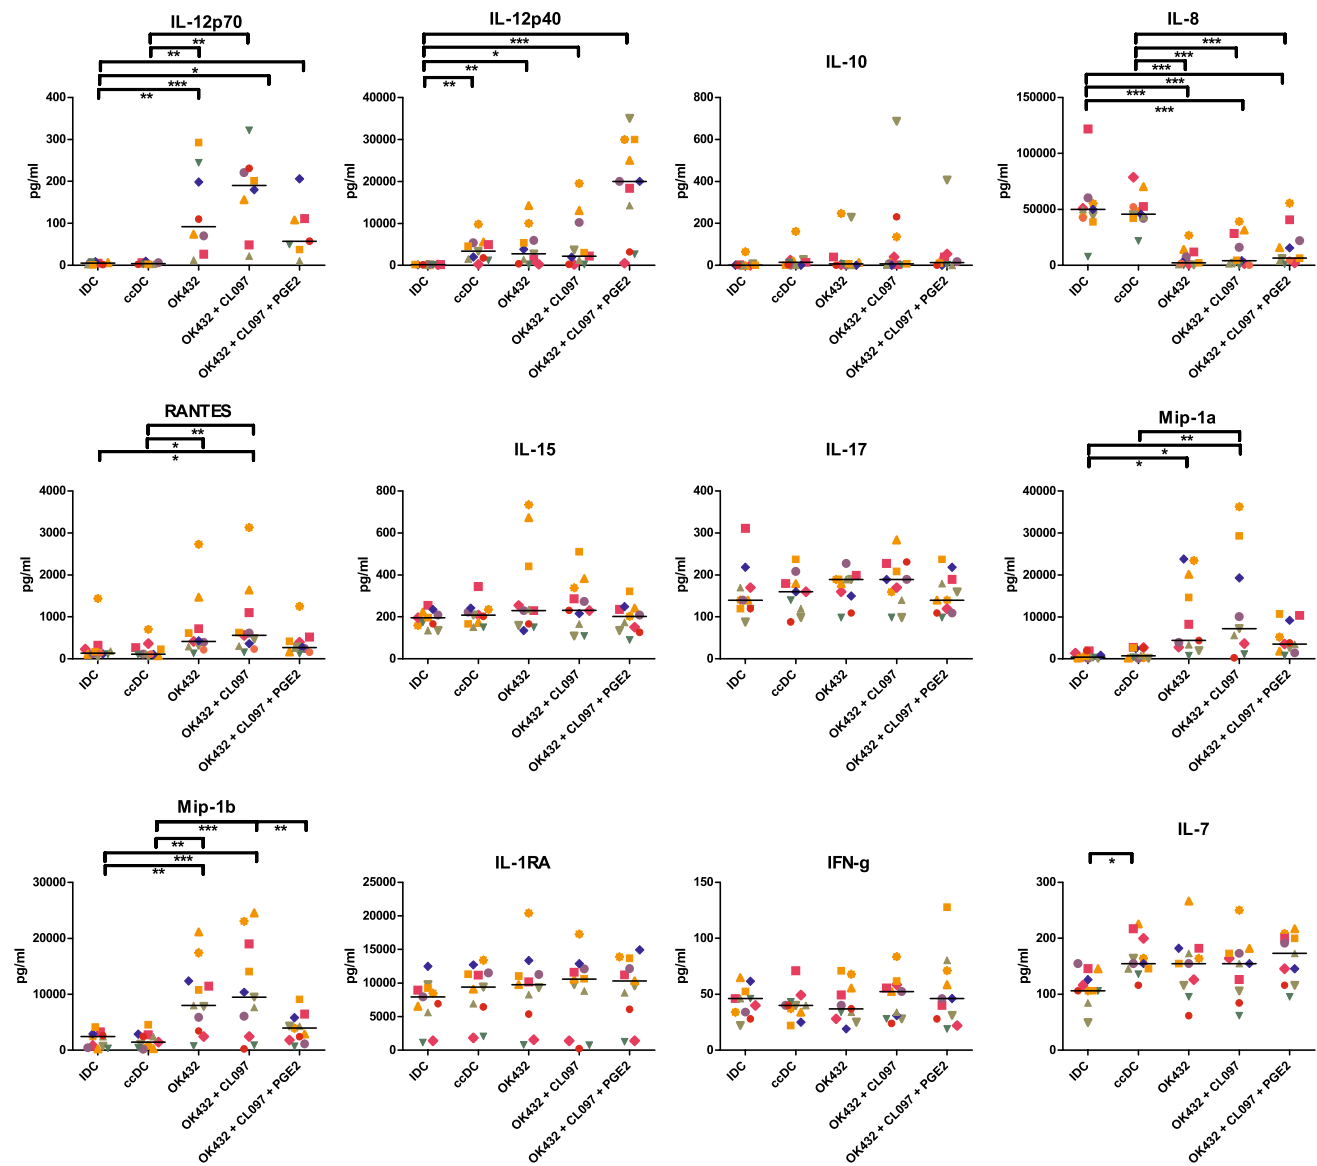 IL-12p70
**
**
*
***
**
400
300
200
100
0
pg/ml
IDC
ccDC
OK432
OK432 + CL097
OK432 + CL097 + PGE2
IL-12p40
***
*
**
**
40000
30000
20000
10000
0
pg/ml
IDC
ccDC
OK432
OK432 + CL097
OK432 + CL097 + PGE2
IL-10
800
600
400
200
0
pg/ml
IDC
ccDC
OK432
OK432 + CL097
OK432 + CL097 + PGE2
IL-8
***
***
***
***
***
***
150000
100000
50000
0
pg/ml
IDC
ccDC
OK432
OK432 + CL097
OK432 + CL097 + PGE2
RANTES
**
*
*
4000
3000
2000
1000
0
pg/ml
IDC
ccDC
OK432
OK432 + CL097
OK432 + CL097 + PGE2
IL-15
800
600
400
200
0
pg/ml
IDC
ccDC
OK432
OK432 + CL097
OK432 + CL097 + PGE2
IL-17
400
300
200
100
0
pg/ml
IDC
ccDC
OK432
OK432 + CL097
OK432 + CL097 + PGE2
Mip-1a
**
*
*
40000
30000
20000
10000
0
pg/ml
IDC
ccDC
OK432
OK432 + CL097
OK432 + CL097 + PGE2
Mip-1b
*** **
**
***
**
30000
20000
10000
0
pg/ml
IDC
ccDC
OK432
OK432 + CL097
OK432 + CL097 + PGE2
IL-1RA
25000
20000
15000
10000
5000
0
pg/ml
IDC
ccDC
OK432
OK432 + CL097
OK432 + CL097 + PGE2
IFN-g
150
100
50
0
pg/ml
IDC
ccDC
OK432
OK432 + CL097
OK432 + CL097 + PGE2
IL-7
*
300
200
100
0
pg/ml
IDC
ccDC
OK432
OK432 + CL097
OK432 + CL097 + PGE2